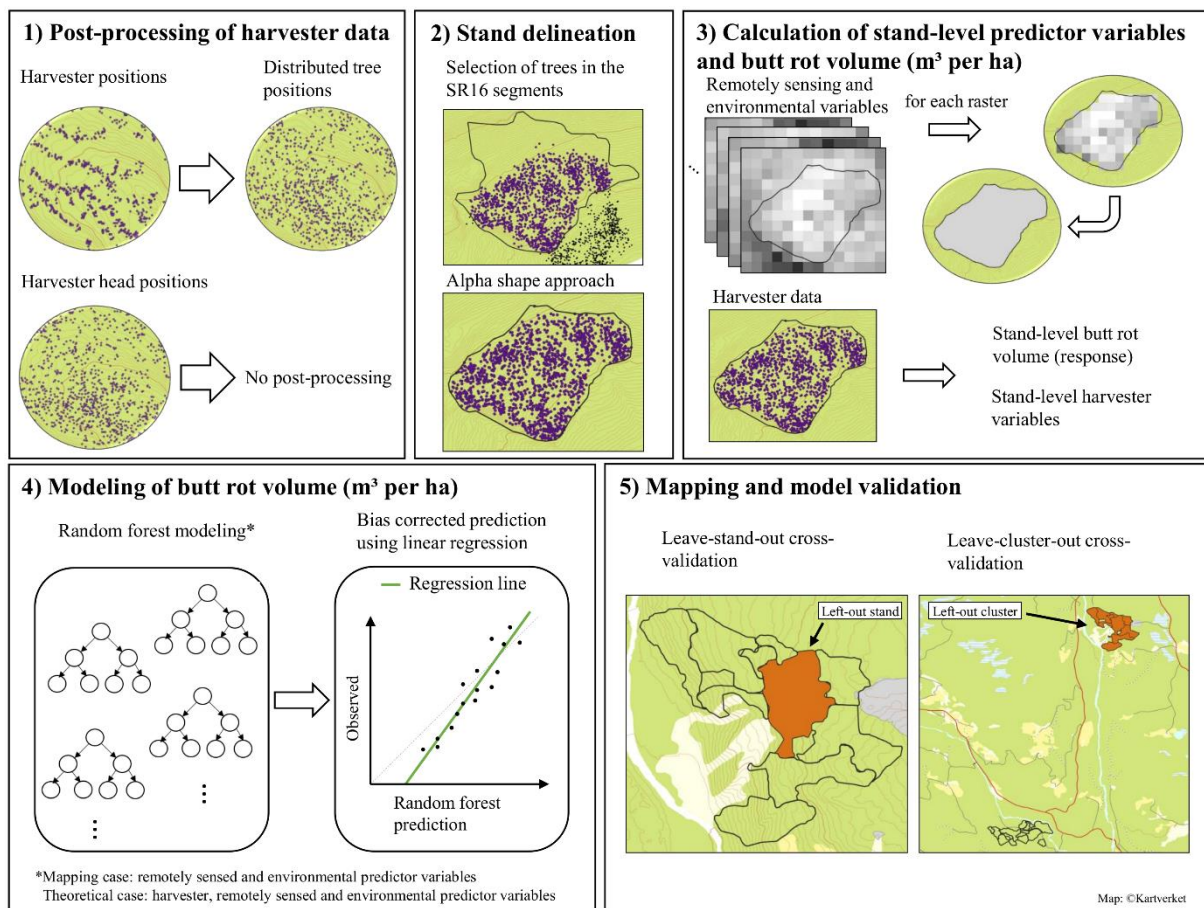 1) Post-processing of harvester data
Harvester positions
Distributed tree
positions
Harvester head positions
No post-processing
2) Stand delineation
Selection of trees in the
SR16 segments
Alpha shape approach
3) Calculation of stand-level predictor variables
and butt rot volume (m³ per ha)
Remotely sensing and
environmental variables
for each raster
...
Harvester data
Stand-level butt rot
volume (response)
Stand-level harvester
variables
4) Modeling of butt rot volume (m³ per ha)
Random forest modeling*
...
...
Bias corrected prediction
using linear regression
Regression line
Observed
Random forest
prediction
*Mapping case: remotely sensed and environmental predictor variables
Theoretical case: harvester, remotely sensed and environmental predictor variables
5) Mapping and model validation
Leave-stand-out cross-
validation
Left-out stand
Leave-cluster-out cross-
validation
Left-out cluster
Map: ©Kartverket